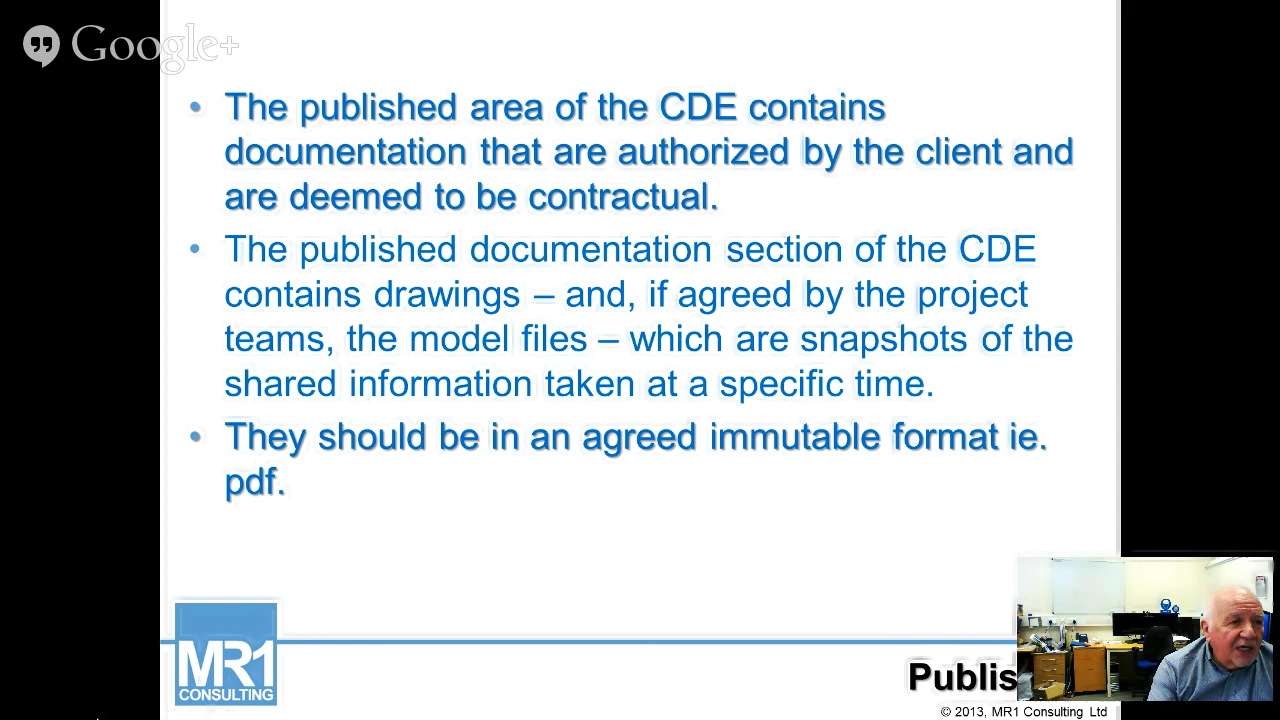 Google+
• The published area of the CDE contains
documentation that are authorized by the client and
are deemed to be contractual.
• The published documentation section of the CDE
contains drawings – and, if agreed by the project
teams, the model files – which are snapshots of the
shared information taken at a specific time.
• They should be in an agreed immutable format ie.
pdf.
MR1
CONSULTING
Publis
© 2013, MR1 Consulting Ltd